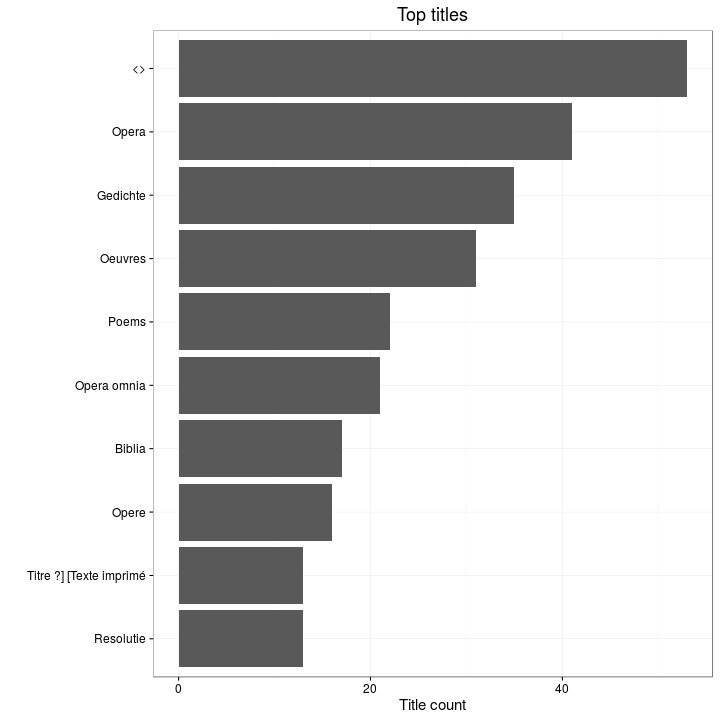 Top titles
<>
Opera
Gedichte
Oeuvres
Poems
Opera omnia
Biblia
Opere
Titre ?] [Texte imprimé
Resolutie
0 20 40
Title count